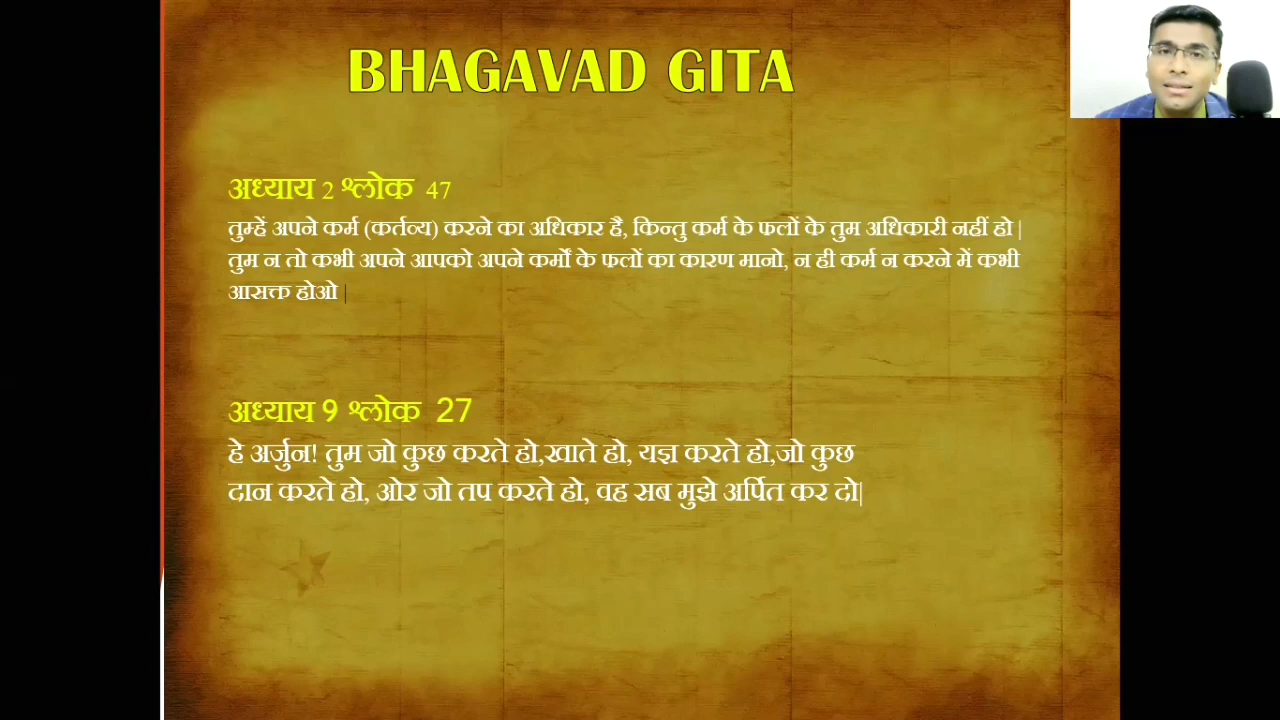 BHAGAVAD GITA
अध्याय 2 श्लोक 47
तुम्हें अपने कर्म (कर्तव्य) करने का अधिकार है, किन्तु कर्म के फलों के तुम अधिकारी नहीं हो |
तुम न तो कभी अपने आपको अपने कर्मों के फलों का कारण मानो, न ही कर्म न करने में कभी
आसक्त होओ |
अध्याय 9 श्लोक 27
हे अर्जुन! तुम जो कुछ करते हो,खाते हो, यज्ञ करते हो,जो कुछ
दान करते हो, ओर जो तप करते हो, वह सब मुझे अर्पित कर दो|